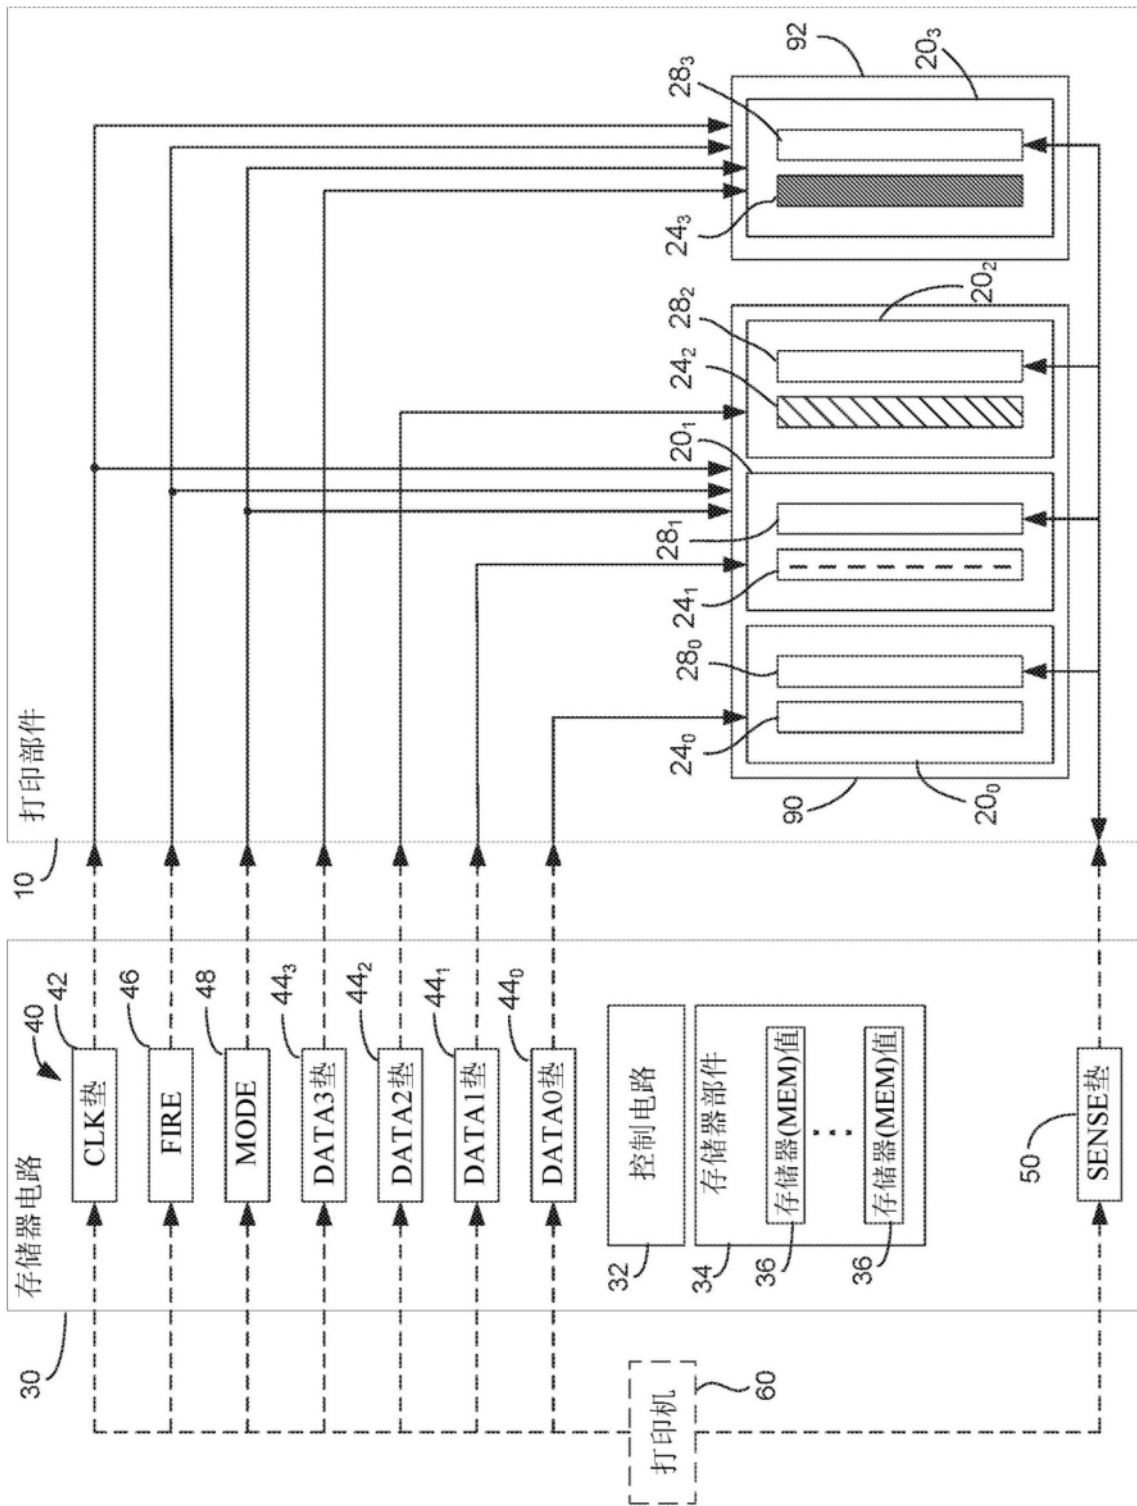 打印机
60
30
存储器电路
40
CLK垫
42
FIRE
46
MODE
48
DATA3垫
44₃
DATA2垫
44₂
DATA1垫
44₁
DATA0垫
44₀
控制电路
32
存储器部件
34
存储器(MEM)值
36
存储器(MEM)值
36
SENSE垫
50
10
打印部件
90
20₀
24₀
28₀
20₁
24₁
28₁
20₂
24₂
28₂
92
20₃
24₃
28₃